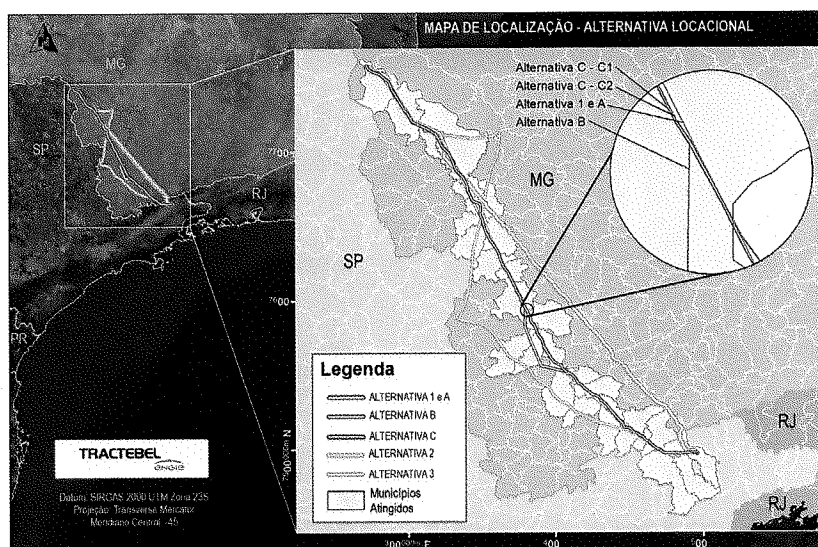 MAPA DE LOCALIZAÇÃO - ALTERNATIVA LOCACIONAL
MG
SP
RJ
PR
7700
7600
Alternativa C - C1
Alternativa C - C2
Alternativa 1 e A
Alternativa B
MG
SP
RJ
RJ
Legenda
ALTERNATIVA 1 e A
ALTERNATIVA B
ALTERNATIVA C
ALTERNATIVA 2
ALTERNATIVA 3
Municípios
Atingidos
TRACTEBEL
ENGIE
Datum: SIRGAS 2000 UTM Zona 23S
Projeção: Transverse Mercator
Meridiano Central -45
400
500